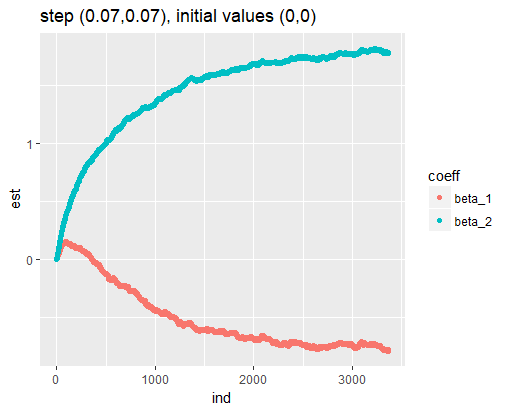 step (0.07,0.07), initial values (0,0)
1
0
est
0 1000 2000 3000
ind
coeff
beta_1
beta_2